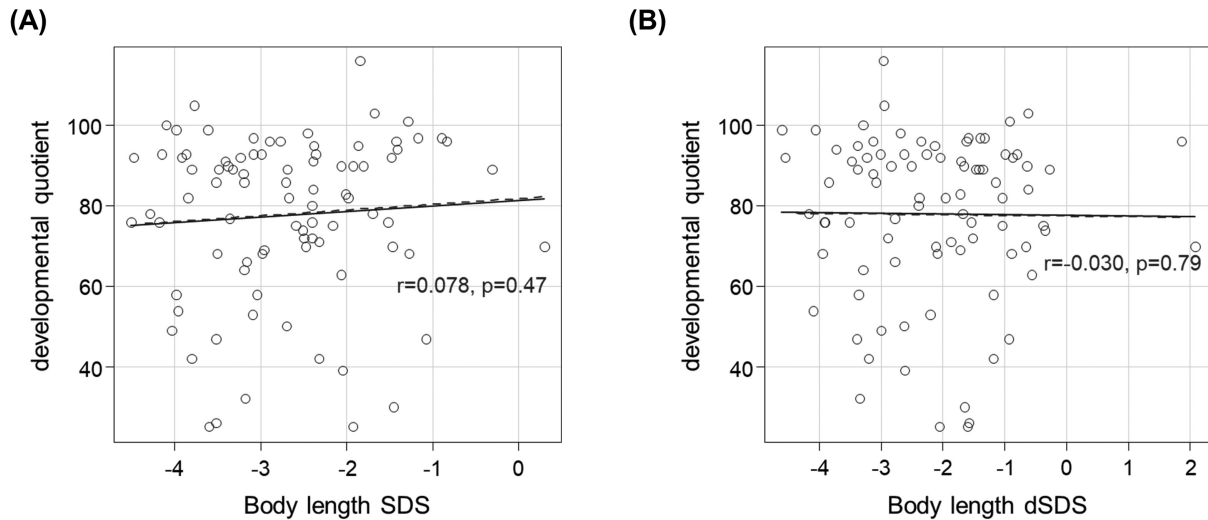 (A)
developmental quotient
100
80
60
40
r=0.078, p=0.47
-4 -3 -2 -1 0
Body length SDS
(B)
developmental quotient
100
80
60
40
r=-0.030, p=0.79
-4 -3 -2 -1 0 1 2
Body length dSDS